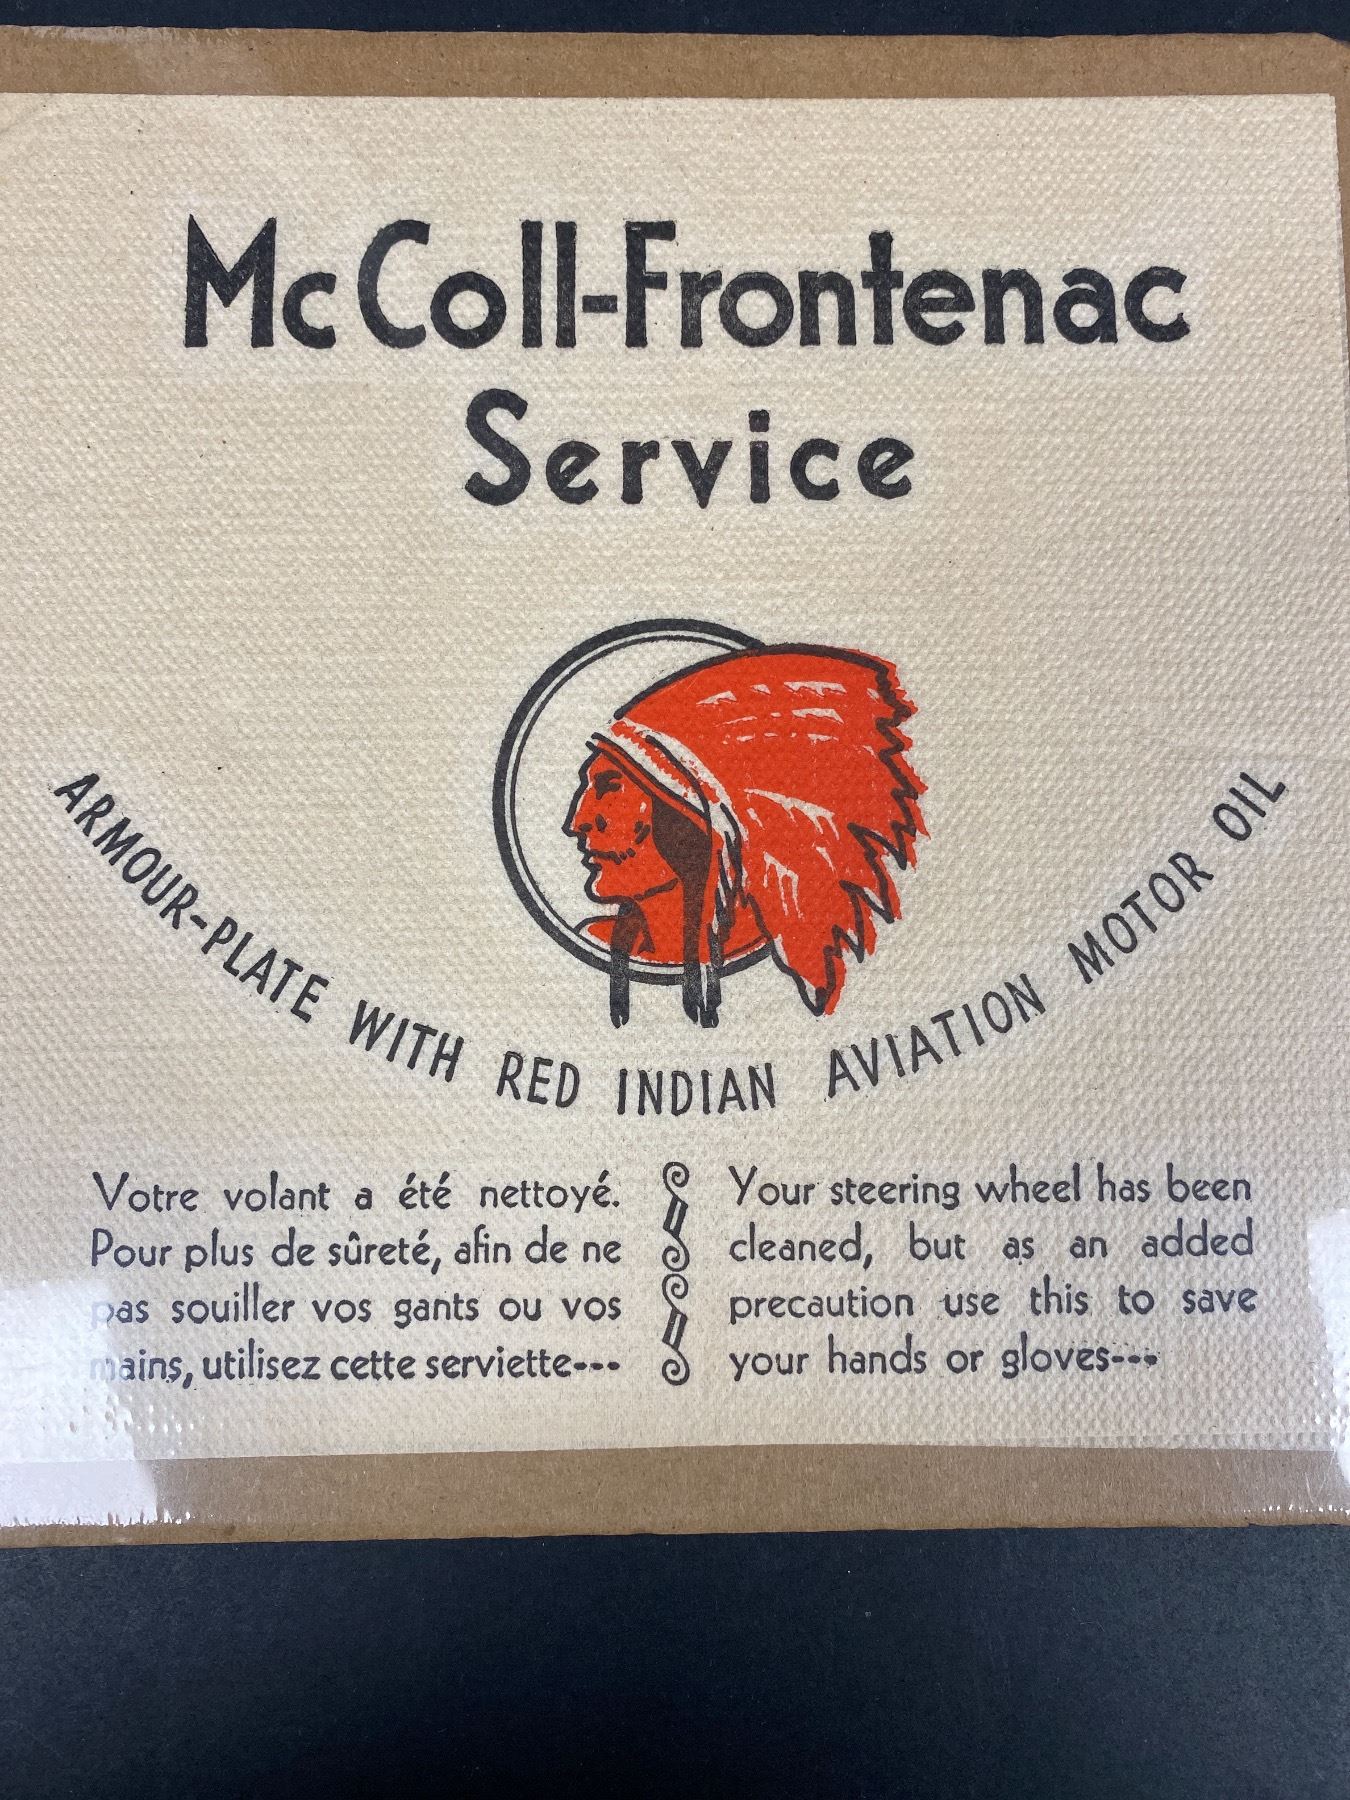 McColl-Frontenac
Service
ARMOUR-PLATE WITH RED INDIAN AVIATION MOTOR OIL
Votre volant a été nettoyé.
Pour plus de sûreté, afin de ne
pas souiller vos gants ou vos
mains, utilisez cette serviette---
Your steering wheel has been
cleaned, but as an added
precaution use this to save
your hands or gloves---